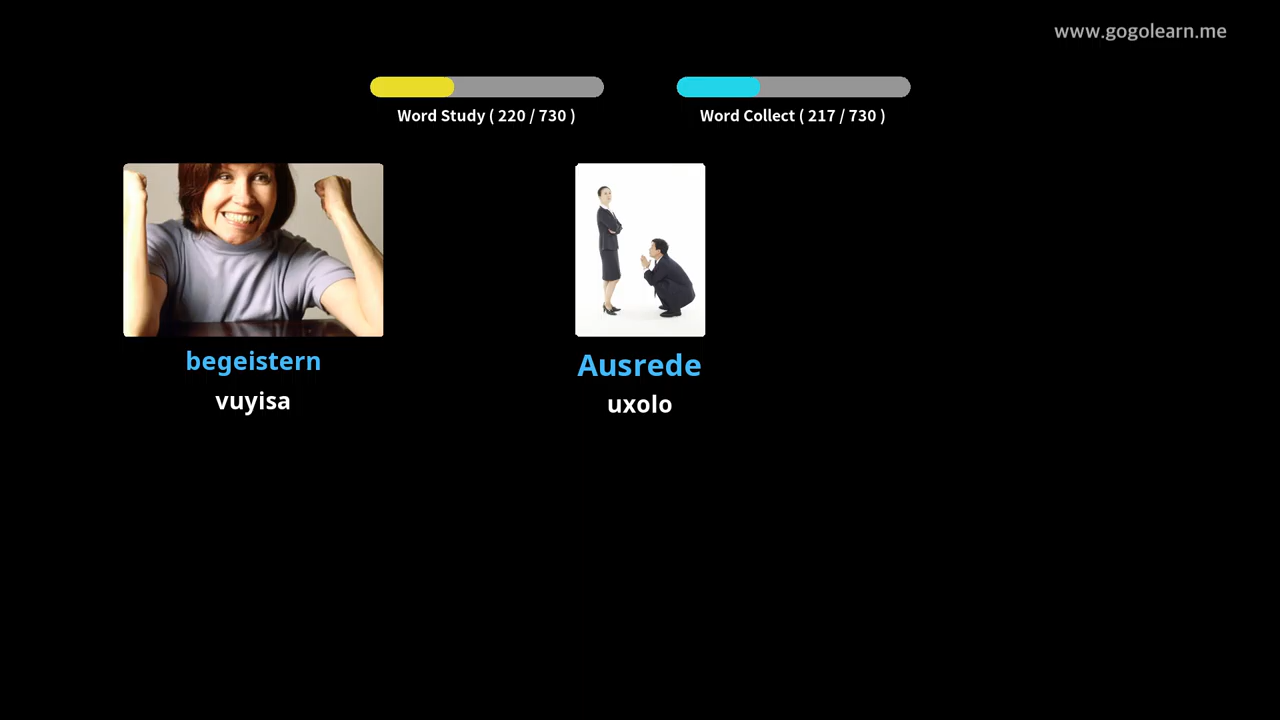 www.gogolearn.me
Word Study ( 220 / 730 )
Word Collect ( 217 / 730 )
begeistern
vuyisa
Ausrede
uxolo